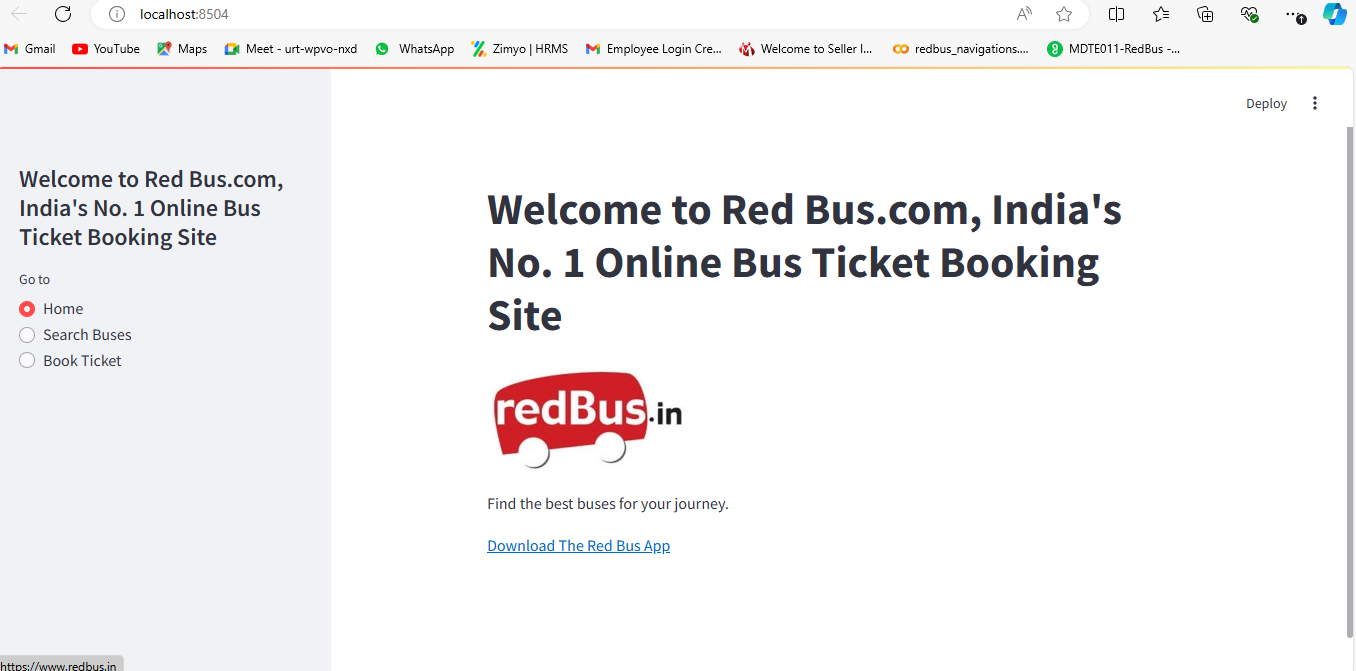 localhost:8504
Gmail YouTube Maps Meet - urt-wpvo-nxd WhatsApp Zimyo | HRMS Employee Login Cre... Welcome to Seller I... redbus_navigations.... MDTE011-RedBus -...
Deploy
Welcome to Red Bus.com,
India's No. 1 Online Bus
Ticket Booking Site
Go to
Home
Search Buses
Book Ticket
Welcome to Red Bus.com, India's
No. 1 Online Bus Ticket Booking
Site
redBus.in
Find the best buses for your journey.
Download The Red Bus App
https://www.redbus.in